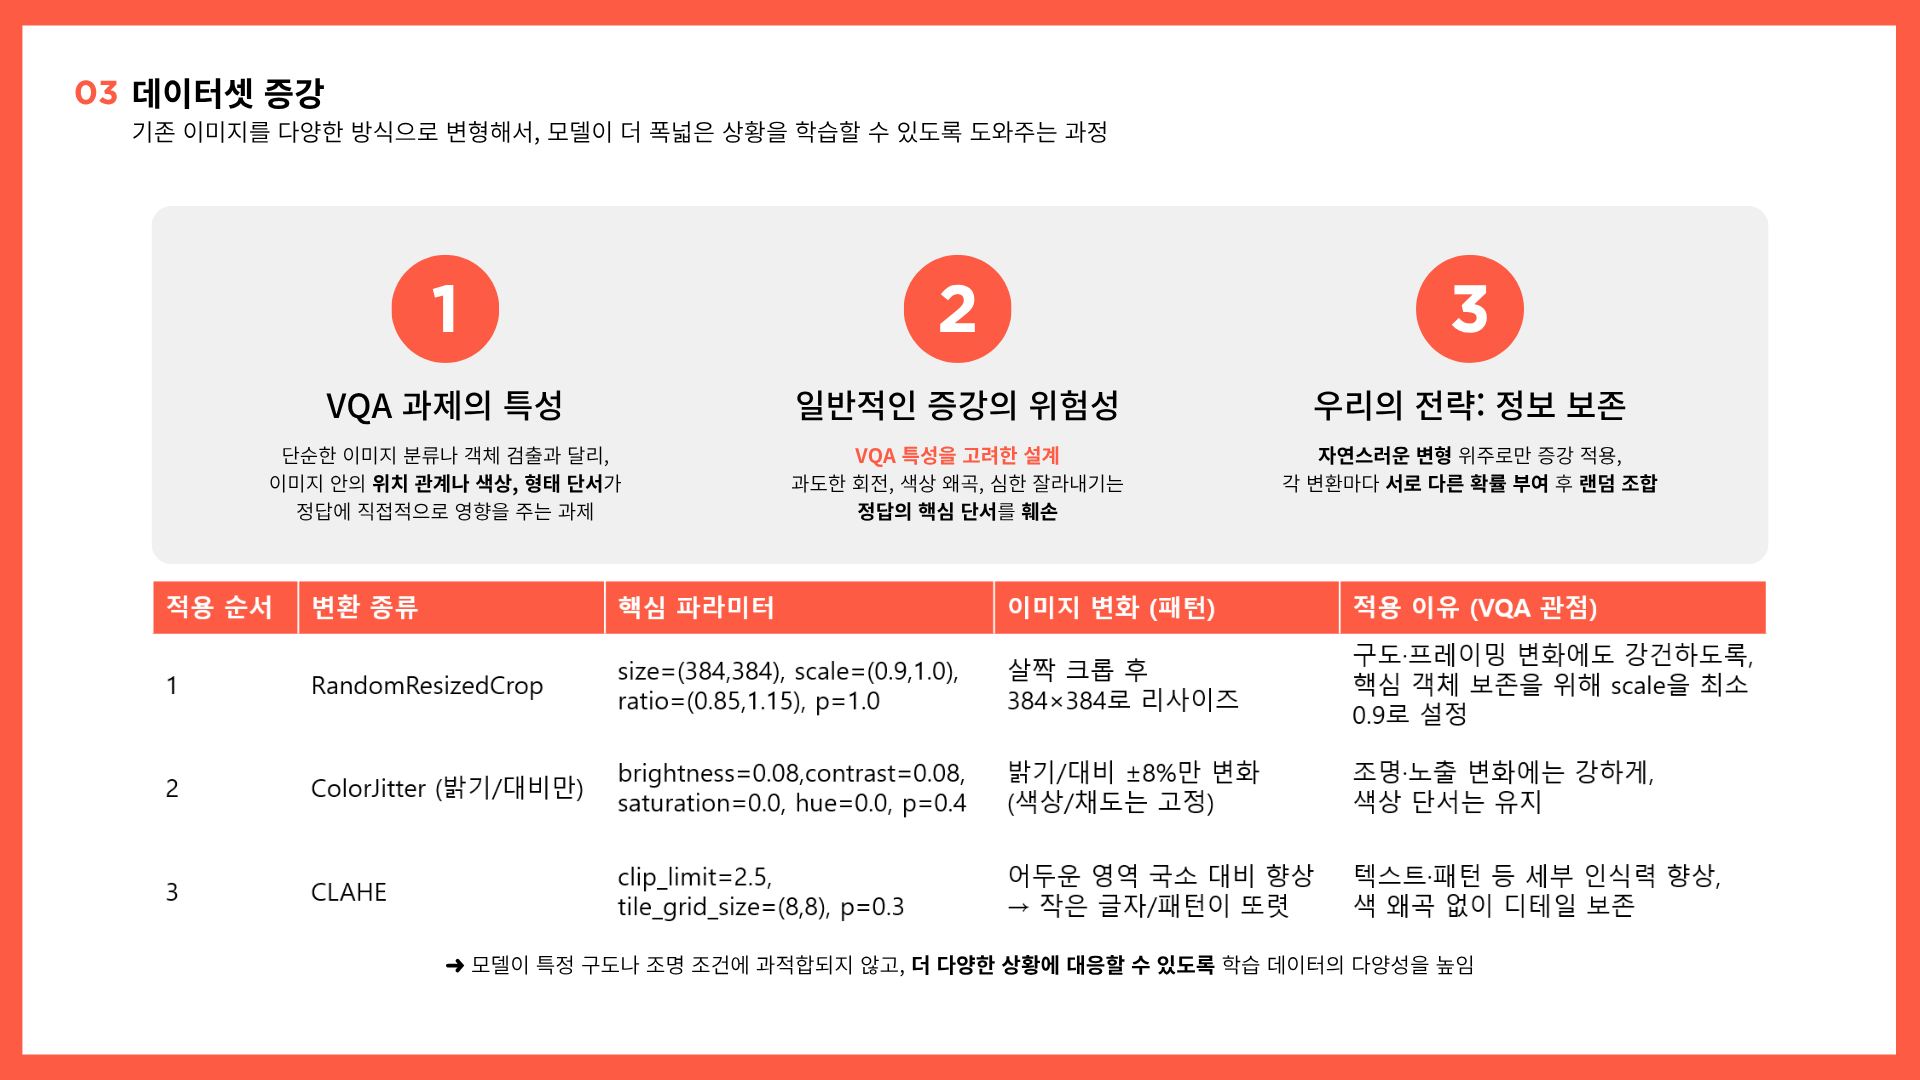 03 데이터셋 증강
기존 이미지를 다양한 방식으로 변형해서, 모델이 더 폭넓은 상황을 학습할 수 있도록 도와주는 과정
1
VQA 과제의 특성
단순한 이미지 분류나 객체 검출과 달리,
이미지 안의 위치 관계나 색상, 형태 단서가
정답에 직접적으로 영향을 주는 과제
2
일반적인 증강의 위험성
VQA 특성을 고려한 설계
과도한 회전, 색상 왜곡, 심한 잘라내기는
정답의 핵심 단서를 훼손
3
우리의 전략: 정보 보존
자연스러운 변형 위주로만 증강 적용,
각 변환마다 서로 다른 확률 부여 후 랜덤 조합
적용 순서 변환 종류 핵심 파라미터 이미지 변화 (패턴) 적용 이유 (VQA 관점)
1
RandomResizedCrop
size=(384,384), scale=(0.9,1.0),
ratio=(0.85,1.15), p=1.0
살짝 크롭 후
384×384로 리사이즈
구도·프레이밍 변화에도 강건하도록,
핵심 객체 보존을 위해 scale을 최소
0.9로 설정
2
ColorJitter (밝기/대비만)
brightness=0.08,contrast=0.08,
saturation=0.0, hue=0.0, p=0.4
밝기/대비 ±8%만 변화
(색상/채도는 고정)
조명·노출 변화에는 강하게,
색상 단서는 유지
3
CLAHE
clip_limit=2.5,
tile_grid_size=(8,8), p=0.3
어두운 영역 국소 대비 향상
→ 작은 글자/패턴이 또렷
텍스트·패턴 등 세부 인식력 향상,
색 왜곡 없이 디테일 보존
➜ 모델이 특정 구도나 조명 조건에 과적합되지 않고, 더 다양한 상황에 대응할 수 있도록 학습 데이터의 다양성을 높임